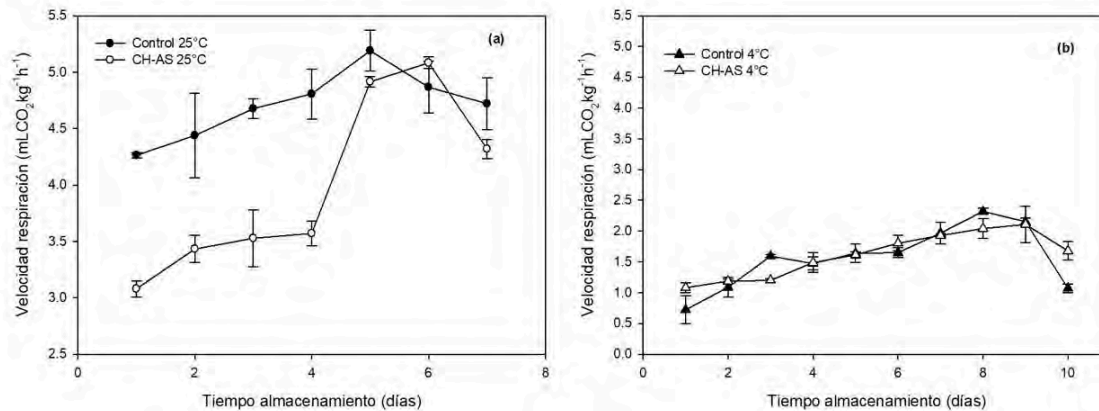 (a)
Control 25°C
CH-AS 25°C
Velocidad respiración (mLCO₂kg⁻¹h⁻¹)
5.5
5.0
4.5
4.0
3.5
3.0
2.5
0 2 4 6 8
Tiempo almacenamiento (días)
(b)
Control 4°C
CH-AS 4°C
Velocidad respiración (mLCO₂kg⁻¹h⁻¹)
5.5
5.0
4.5
4.0
3.5
3.0
2.5
2.0
1.5
1.0
0.5
0.0
0 2 4 6 8 10
Tiempo almacenamiento (días)